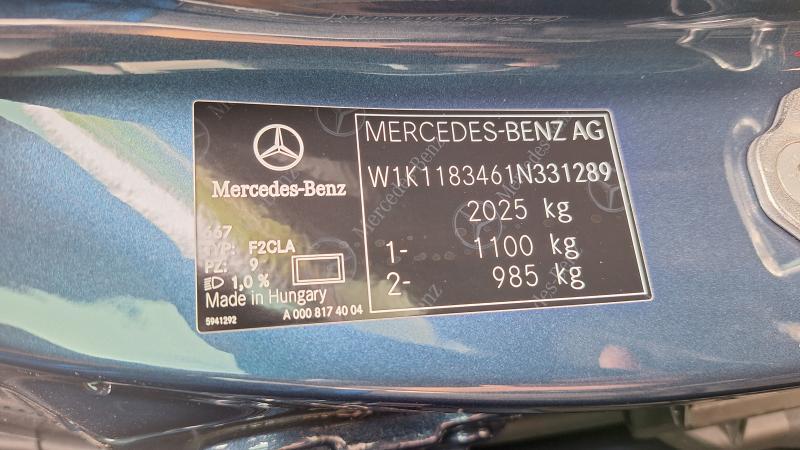 Mercedes-Benz
667
TYP: F2CLA
PZ: 9
1,0 %
Made in Hungary
5941292
A 000 817 40 04
MERCEDES-BENZ AG
W1K1183461N331289
2025 kg
1- 1100 kg
2- 985 kg